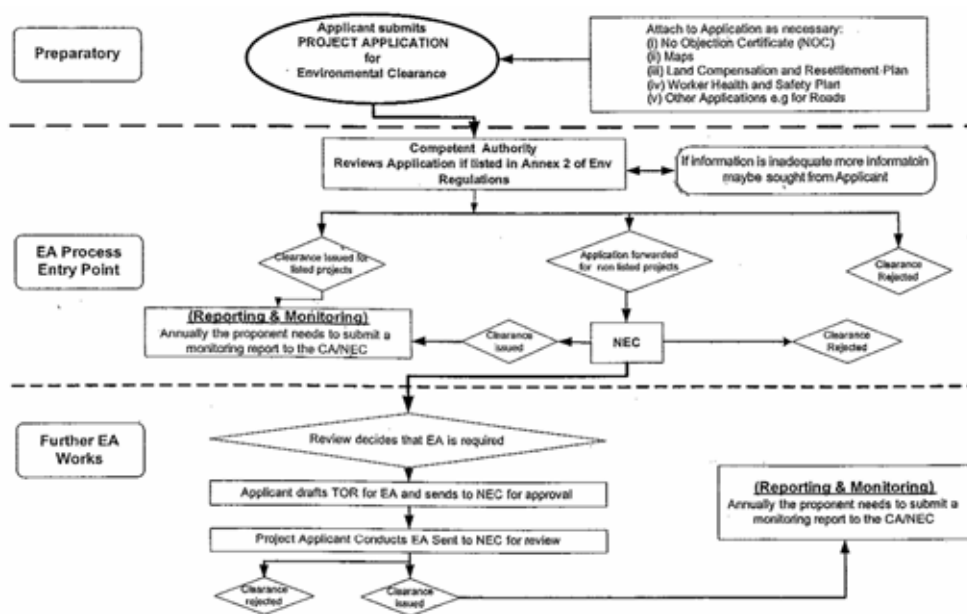 Preparatory
Applicant submits
PROJECT APPLICATION
for
Environmental Clearance
Attach to Application as necessary:
(i) No Objection Certificate (NOC)
(ii) Maps
(iii) Land Compensation and Resettlement Plan
(iv) Worker Health and Safety Plan
(v) Other Applications e.g for Roads
Competent Authority
Reviews Application if listed in Annex 2 of Env
Regulations
If information is inadequate more informatoin
maybe sought from Applicant
EA Process
Entry Point
Clearance Issued for
listed projects
Application forwarded
for non listed projects
Clearance
Rejected
(Reporting & Monitoring)
Annually the proponent needs to submit a
monitoring report to the CA/NEC
Clearance
issued
NEC
Clearance
Rejected
Further EA
Works
Review decides that EA is required
Applicant drafts TOR for EA and sends to NEC for approval
Project Applicant Conducts EA Sent to NEC for review
Clearance
rejected
Clearance
issued
(Reporting & Monitoring)
Annually the proponent needs to submit a
monitoring report to the CA/NEC